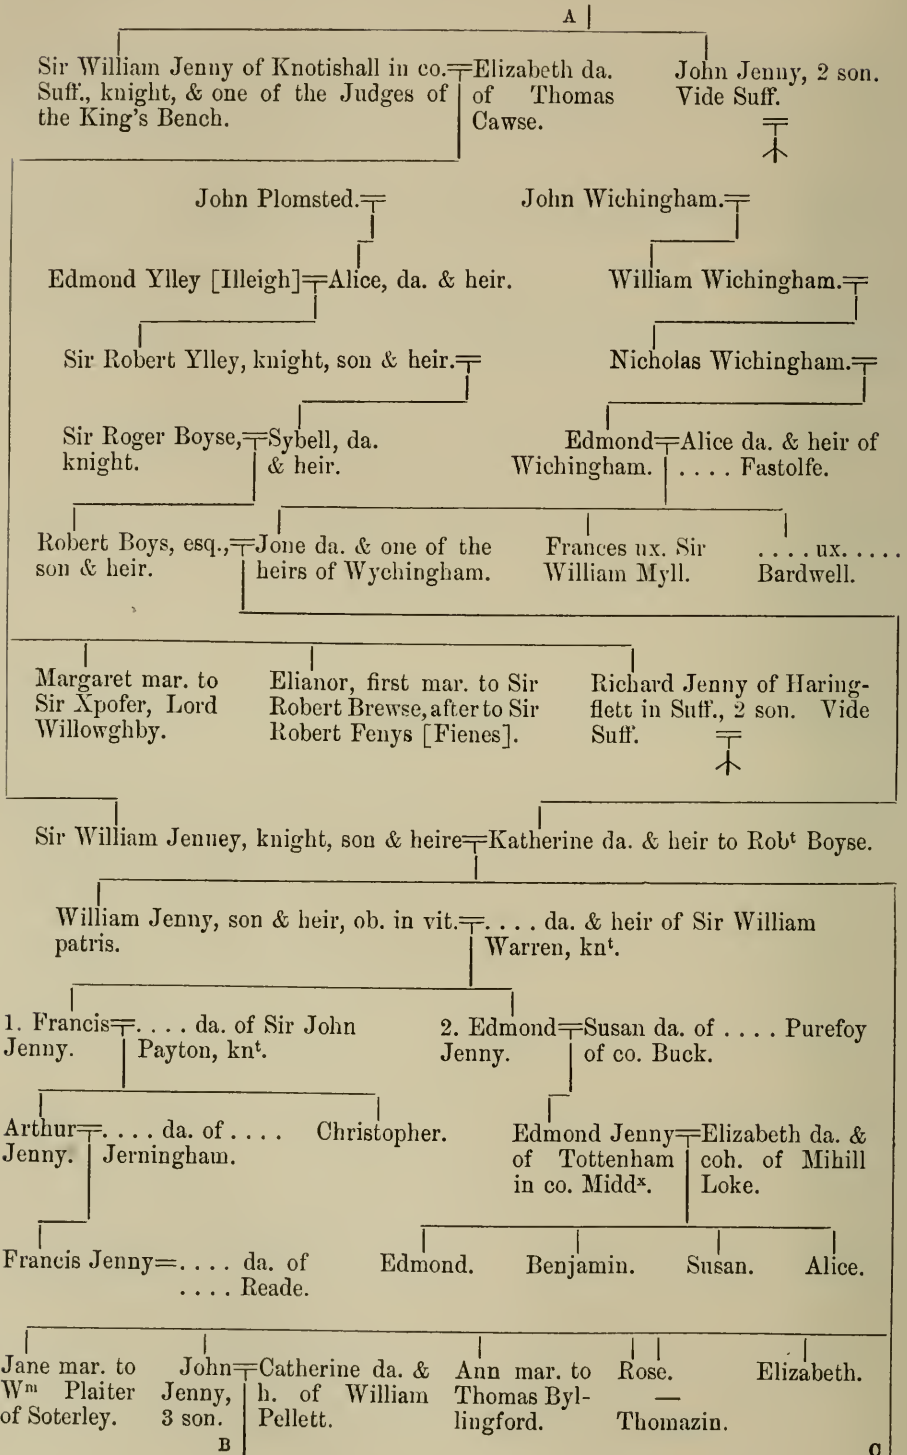 A
Sir William Jenny of Knotishall in co.
Suff., knight, & one of the Judges of
the King's Bench.
Elizabeth da.
of Thomas
Cawse.
John Jenny, 2 son.
Vide Suff.
John Plomsted.
John Wichingham.
Edmond Ylley [Illeigh]
Alice, da. & heir.
William Wichingham.
Sir Robert Ylley, knight, son & heir.
Nicholas Wichingham.
Sir Roger Boyse,
knight.
Sybell, da.
& heir.
Edmond
Wichingham.
Alice da. & heir of
. . . . Fastolfe.
Robert Boys, esq.,
son & heir.
Jone da. & one of the
heirs of Wychingham.
Frances ux. Sir
William Myll.
. . . . ux. . . . .
Bardwell.
Margaret mar. to
Sir Xpofer, Lord
Willowghby.
Elianor, first mar. to Sir
Robert Brewse, after to Sir
Robert Fenys [Fienes].
Richard Jenny of Haring-
flett in Suff., 2 son. Vide
Suff.
Sir William Jenney, knight, son & heire
Katherine da. & heir to Robᵗ Boyse.
William Jenny, son & heir, ob. in vit.
patris.
. . . . da. & heir of Sir William
Warren, knᵗ.
1. Francis
Jenny.
. . . . da. of Sir John
Payton, knᵗ.
2. Edmond
Jenny.
Susan da. of . . . . Purefoy
of co. Buck.
Arthur
Jenny.
. . . . da. of . . . .
Jerningham.
Christopher.
Edmond Jenny
of Tottenham
in co. Middˣ.
Elizabeth da. &
coh. of Mihill
Loke.
Francis Jenny
. . . . da. of
. . . . Reade.
Edmond.
Benjamin.
Susan.
Alice.
Jane mar. to
Wᵐ Plaiter
of Soterley.
John
Jenny,
3 son.
B
Catherine da. &
h. of William
Pellett.
Ann mar. to
Thomas Byl-
lingford.
Rose.
—
Thomazin.
Elizabeth.
C